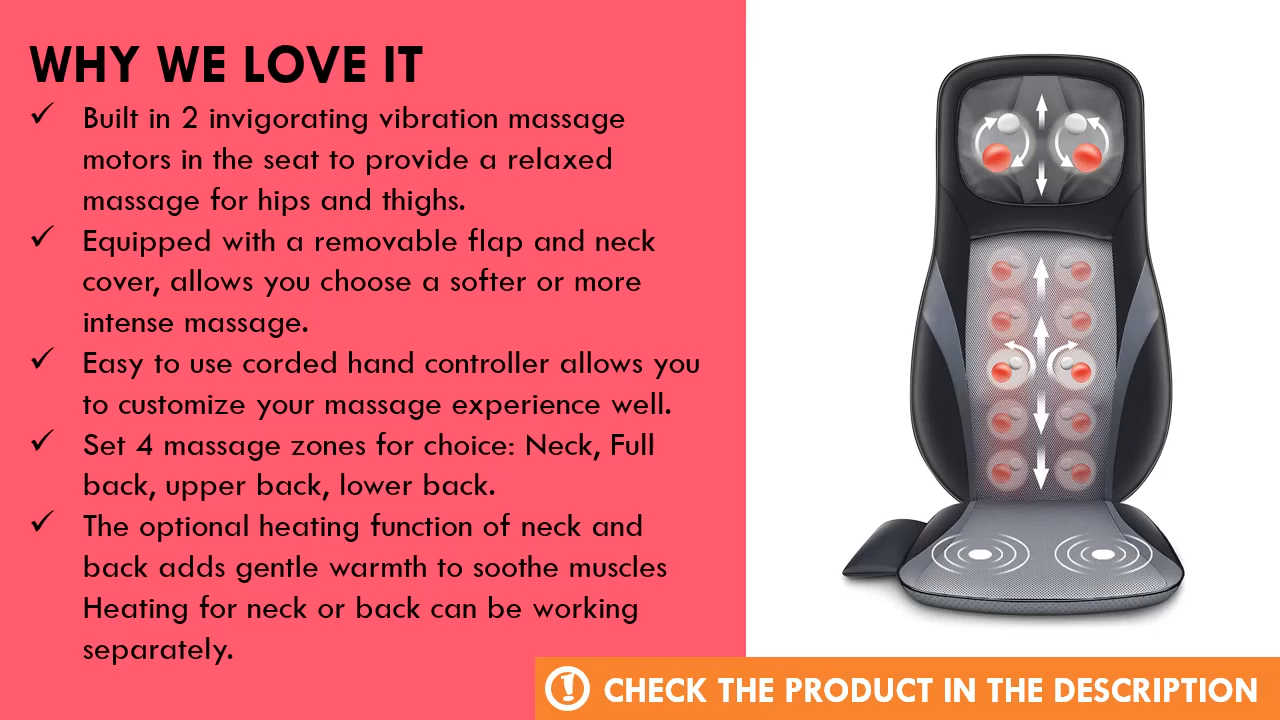 WHY WE LOVE IT
✓ Built in 2 invigorating vibration massage
motors in the seat to provide a relaxed
massage for hips and thighs.
✓ Equipped with a removable flap and neck
cover, allows you choose a softer or more
intense massage.
✓ Easy to use corded hand controller allows you
to customize your massage experience well.
✓ Set 4 massage zones for choice: Neck, Full
back, upper back, lower back.
✓ The optional heating function of neck and
back adds gentle warmth to soothe muscles
Heating for neck or back can be working
separately.
! CHECK THE PRODUCT IN THE DESCRIPTION